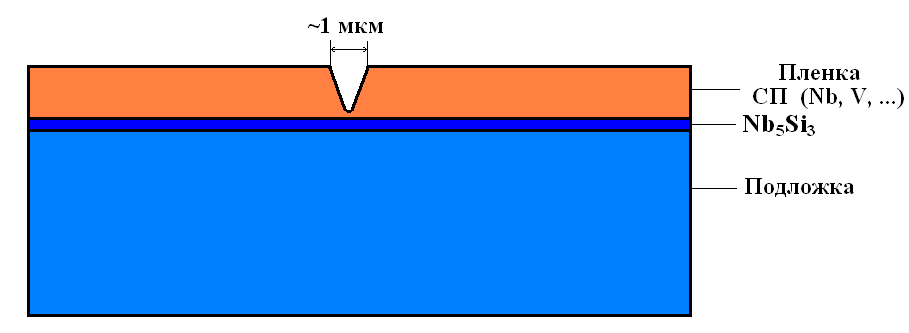 ~1 мкм
Пленка
СП (Nb, V, ...)
Nb₅Si₃
Подложка